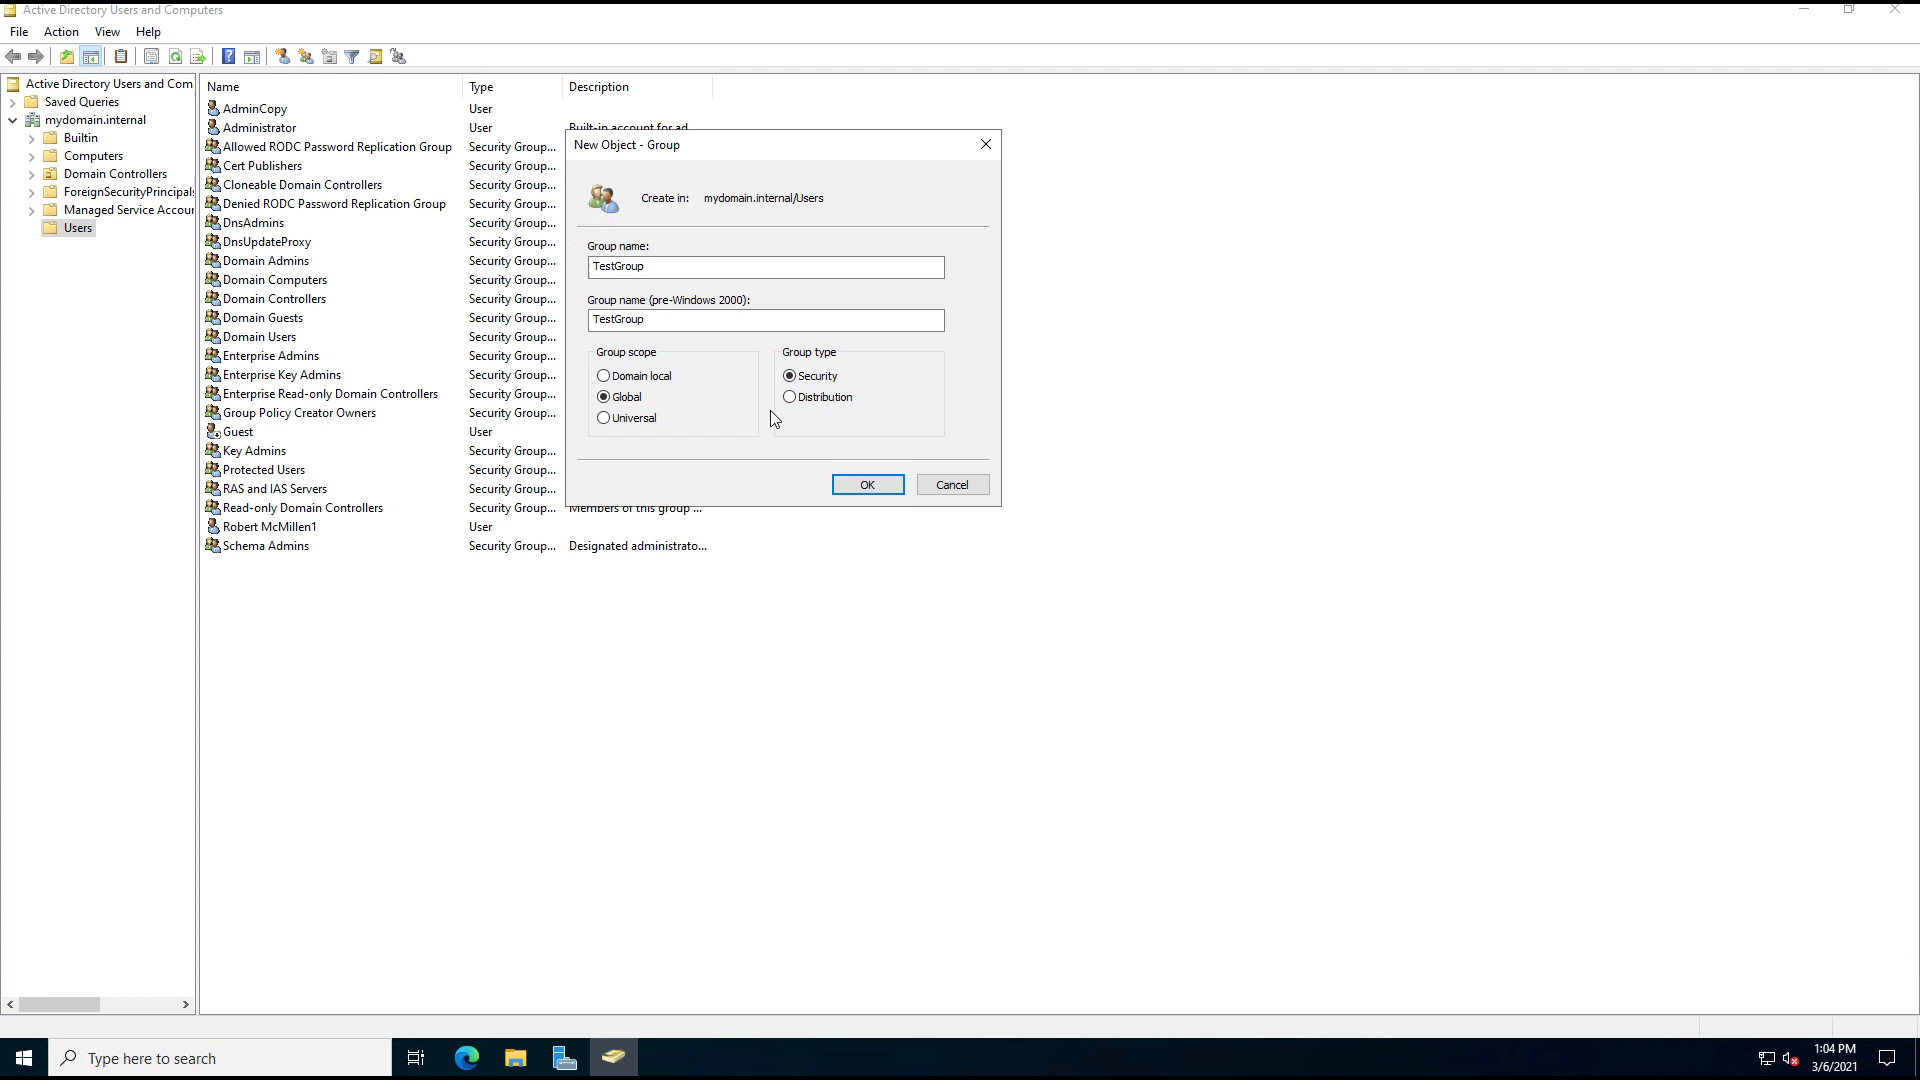 Active Directory Users and Computers
File Action View Help
Active Directory Users and Com
Saved Queries
mydomain.internal
Builtin
Computers
Domain Controllers
ForeignSecurityPrincipals
Managed Service Accour
Users
Name Type Description
AdminCopy User
Administrator User Built-in account for ad...
Allowed RODC Password Replication Group Security Group...
Cert Publishers Security Group...
Cloneable Domain Controllers Security Group...
Denied RODC Password Replication Group Security Group...
DnsAdmins Security Group...
DnsUpdateProxy Security Group...
Domain Admins Security Group...
Domain Computers Security Group...
Domain Controllers Security Group...
Domain Guests Security Group...
Domain Users Security Group...
Enterprise Admins Security Group...
Enterprise Key Admins Security Group...
Enterprise Read-only Domain Controllers Security Group...
Group Policy Creator Owners Security Group...
Guest User
Key Admins Security Group...
Protected Users Security Group...
RAS and IAS Servers Security Group...
Read-only Domain Controllers Security Group... Members of this group ...
Robert McMillen1 User
Schema Admins Security Group... Designated administrato...
New Object - Group
Create in: mydomain.internal/Users
Group name:
TestGroup
Group name (pre-Windows 2000):
TestGroup
Group scope
Domain local
Global
Universal
Group type
Security
Distribution
OK Cancel
Type here to search
1:04 PM
3/6/2021